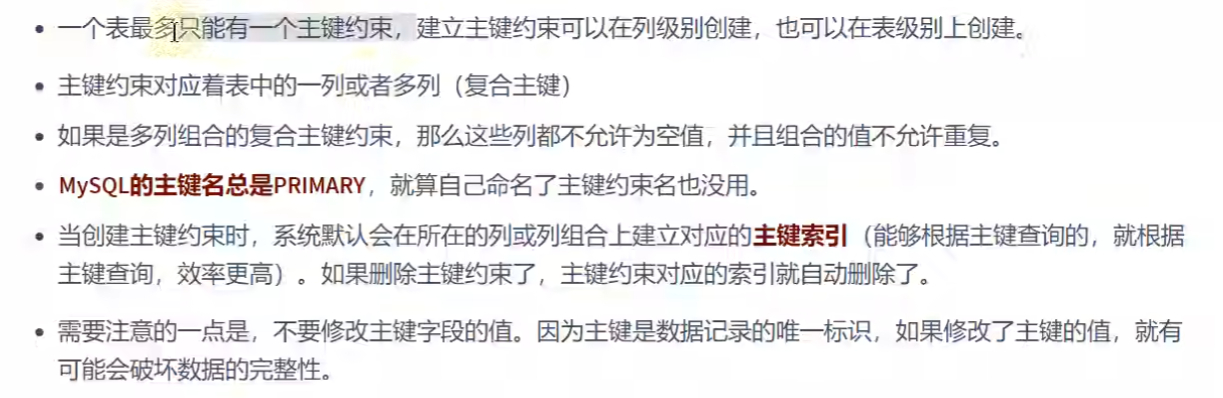 • 一个表最多只能有一个主键约束，建立主键约束可以在列级别创建，也可以在表级别上创建。
• 主键约束对应着表中的一列或者多列（复合主键）
• 如果是多列组合的复合主键约束，那么这些列都不允许为空值，并且组合的值不允许重复。
• MySQL的主键名总是PRIMARY，就算自己命名了主键约束名也没用。
• 当创建主键约束时，系统默认会在所在的列或列组合上建立对应的主键索引（能够根据主键查询的，就根据
主键查询，效率更高）。如果删除主键约束了，主键约束对应的索引就自动删除了。
• 需要注意的一点是，不要修改主键字段的值。因为主键是数据记录的唯一标识，如果修改了主键的值，就有
可能会破坏数据的完整性。